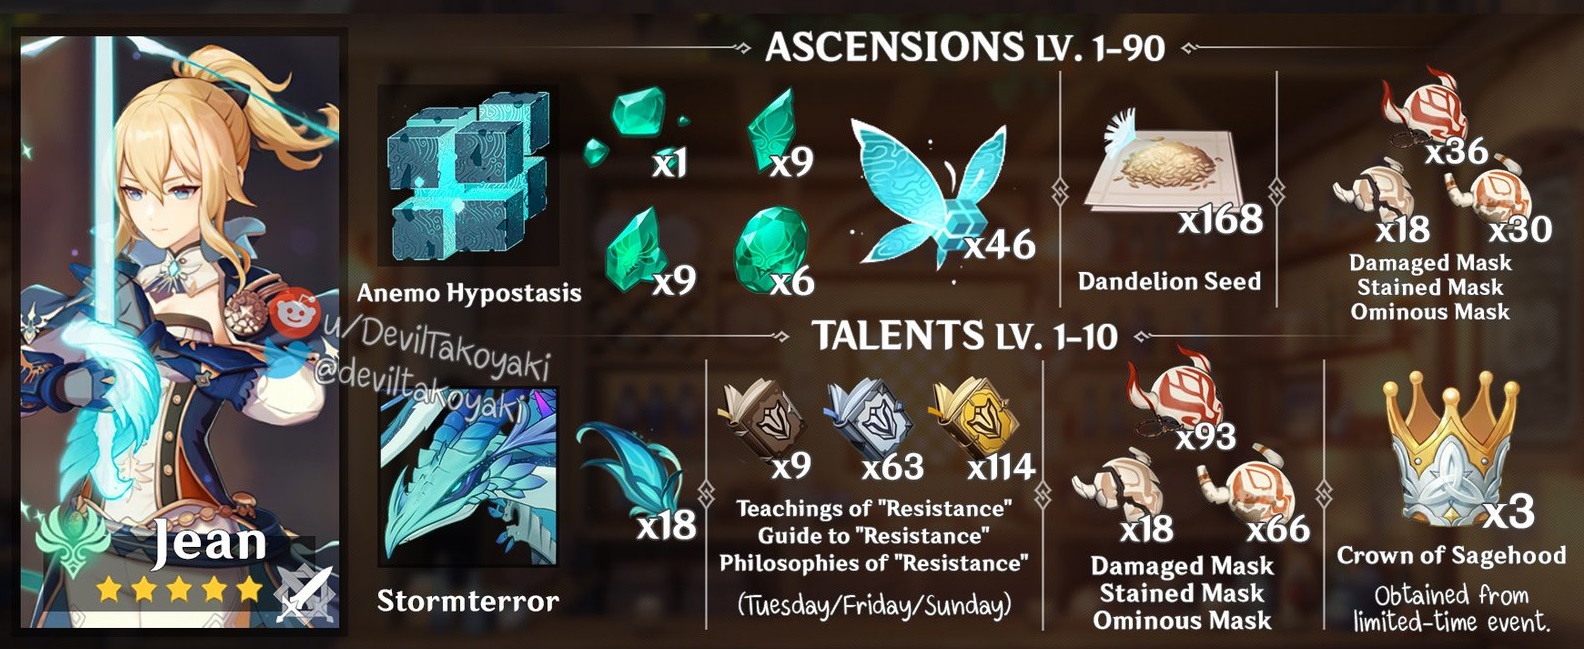 ASCENSIONS LV. 1-90
x1
x9
x9
x6
x46
x168
x36
x18
x30
Anemo Hypostasis
Dandelion Seed
Damaged Mask
Stained Mask
Ominous Mask
u/DevilTakoyaki
@deviltakoyaki
TALENTS LV. 1-10
x18
x9
x63
x114
x93
x18
x66
x3
Teachings of "Resistance"
Guide to "Resistance"
Philosophies of "Resistance"
(Tuesday/Friday/Sunday)
Damaged Mask
Stained Mask
Ominous Mask
Crown of Sagehood
Obtained from
limited-time event.
Jean
Stormterror